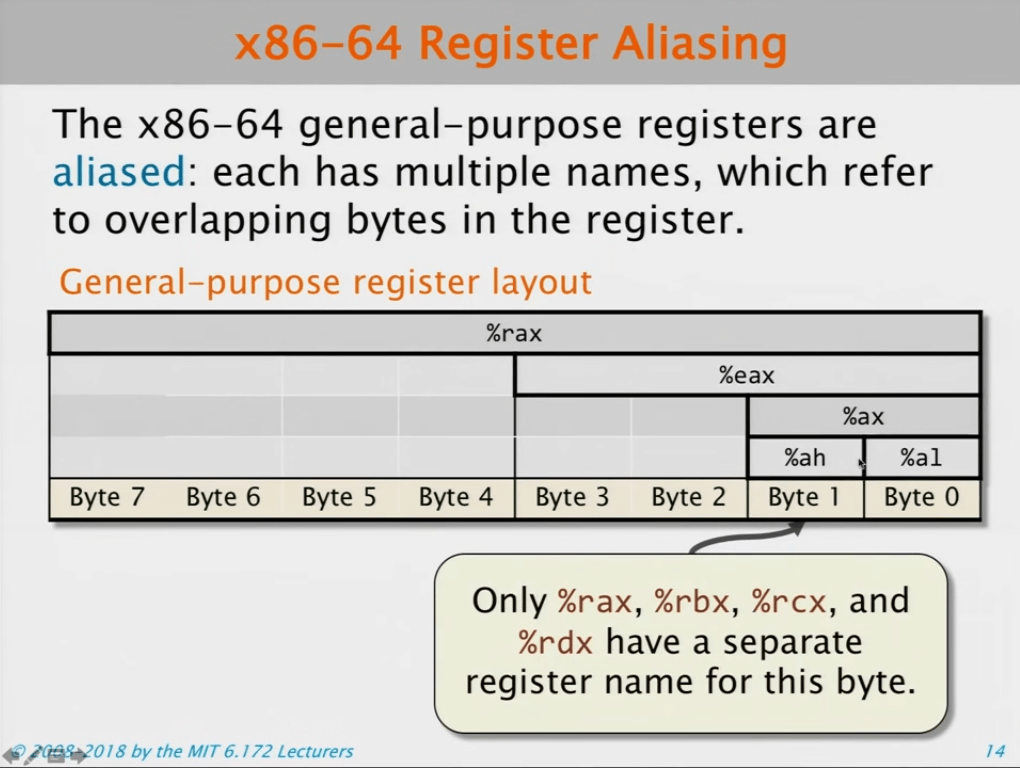 x86-64 Register Aliasing
The x86-64 general-purpose registers are
aliased: each has multiple names, which refer
to overlapping bytes in the register.
General-purpose register layout
%rax
%eax
%ax
%ah %al
Byte 7 Byte 6 Byte 5 Byte 4 Byte 3 Byte 2 Byte 1 Byte 0
Only %rax, %rbx, %rcx, and
%rdx have a separate
register name for this byte.
© 2008-2018 by the MIT 6.172 Lecturers 14